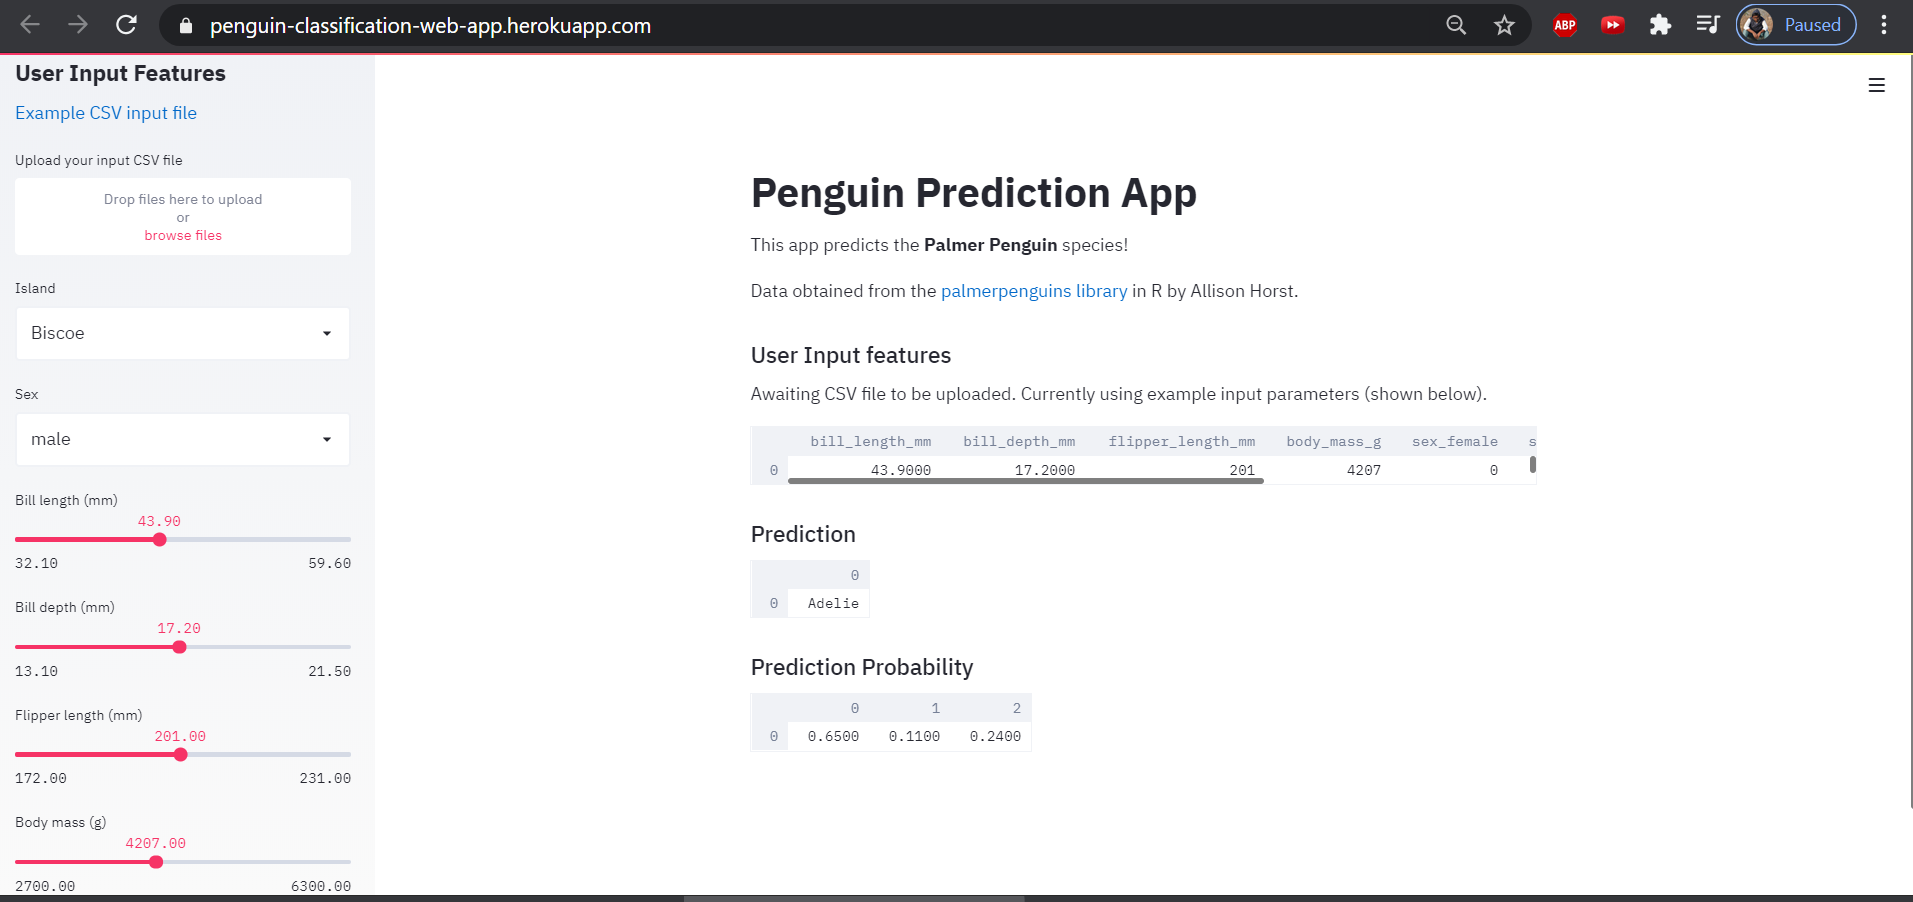 penguin-classification-web-app.herokuapp.com
ABP
Paused
User Input Features
Example CSV input file
Upload your input CSV file
Drop files here to upload
or
browse files
Island
Biscoe
Sex
male
Bill length (mm)
43.90
32.10 59.60
Bill depth (mm)
17.20
13.10 21.50
Flipper length (mm)
201.00
172.00 231.00
Body mass (g)
4207.00
2700.00 6300.00
Penguin Prediction App
This app predicts the Palmer Penguin species!
Data obtained from the palmerpenguins library in R by Allison Horst.
User Input features
Awaiting CSV file to be uploaded. Currently using example input parameters (shown below).
bill_length_mm bill_depth_mm flipper_length_mm body_mass_g sex_female s
0 43.9000 17.2000 201 4207 0
Prediction
0
0 Adelie
Prediction Probability
0 1 2
0 0.6500 0.1100 0.2400